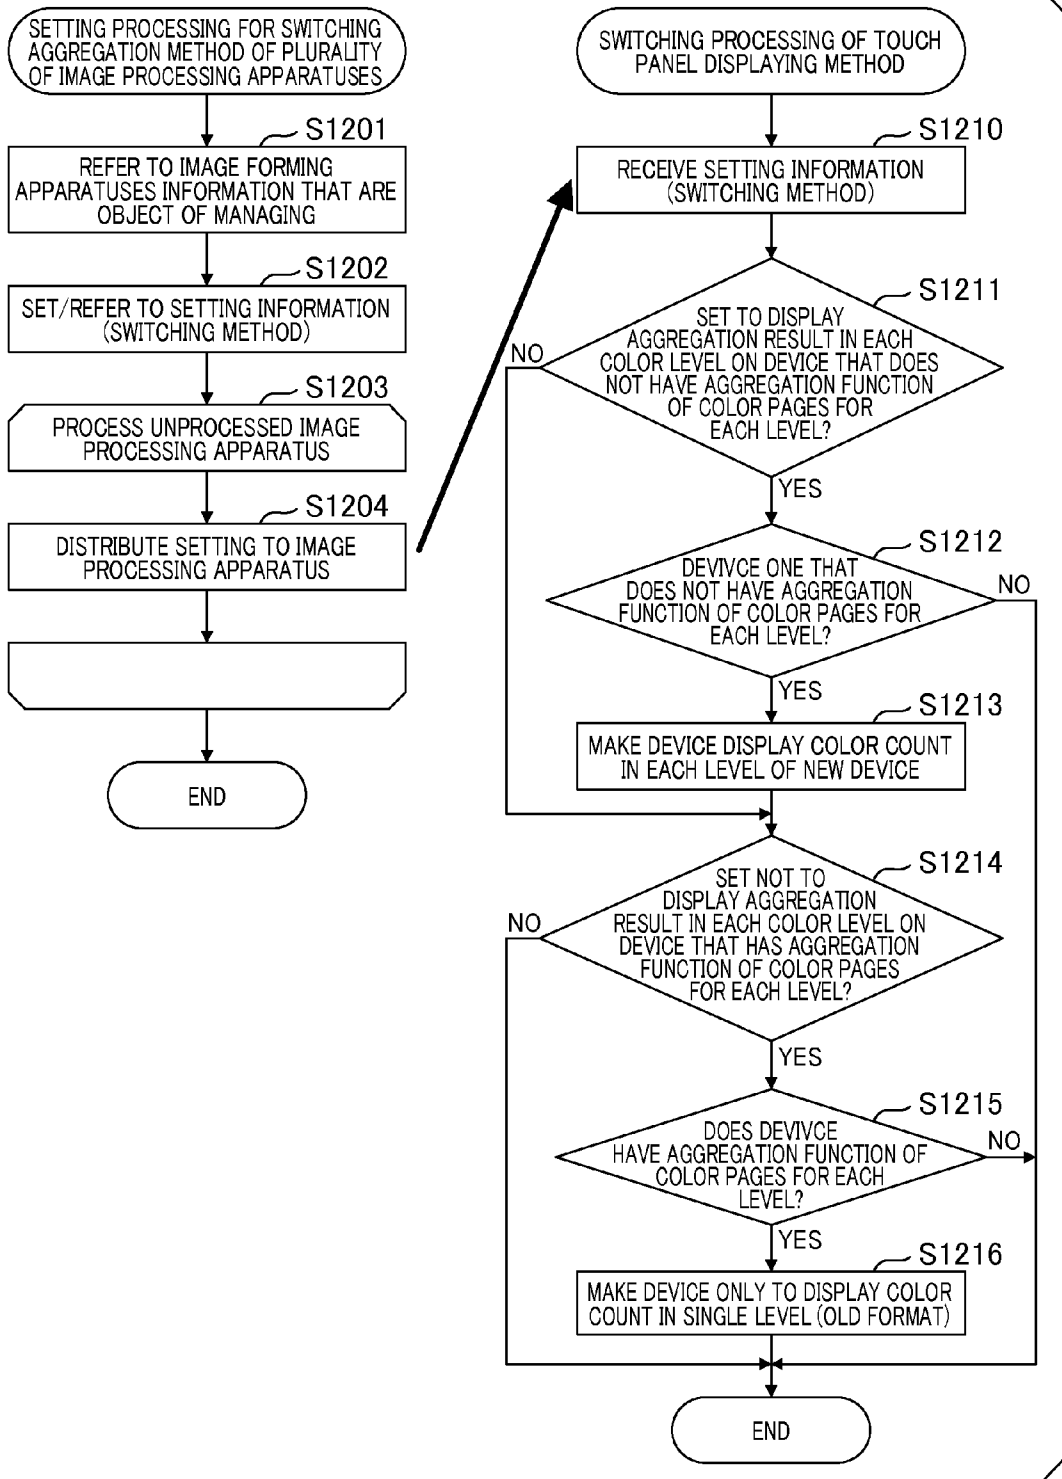 SETTING PROCESSING FOR SWITCHING
AGGREGATION METHOD OF PLURALITY
OF IMAGE PROCESSING APPARATUSES
S1201
REFER TO IMAGE FORMING
APPARATUSES INFORMATION THAT ARE
OBJECT OF MANAGING
S1202
SET/REFER TO SETTING INFORMATION
(SWITCHING METHOD)
S1203
PROCESS UNPROCESSED IMAGE
PROCESSING APPARATUS
S1204
DISTRIBUTE SETTING TO IMAGE
PROCESSING APPARATUS
END
SWITCHING PROCESSING OF TOUCH
PANEL DISPLAYING METHOD
S1210
RECEIVE SETTING INFORMATION
(SWITCHING METHOD)
S1211
SET TO DISPLAY
AGGREGATION RESULT IN EACH
COLOR LEVEL ON DEVICE THAT DOES
NOT HAVE AGGREGATION FUNCTION
OF COLOR PAGES FOR
EACH LEVEL?
NO
YES
S1212
DEVIVCE ONE THAT
DOES NOT HAVE AGGREGATION
FUNCTION OF COLOR PAGES FOR
EACH LEVEL?
NO
YES
S1213
MAKE DEVICE DISPLAY COLOR COUNT
IN EACH LEVEL OF NEW DEVICE
S1214
SET NOT TO
DISPLAY AGGREGATION
RESULT IN EACH COLOR LEVEL ON
DEVICE THAT HAS AGGREGATION
FUNCTION OF COLOR PAGES
FOR EACH LEVEL?
NO
YES
S1215
DOES DEVIVCE
HAVE AGGREGATION FUNCTION OF
COLOR PAGES FOR EACH
LEVEL?
NO
YES
S1216
MAKE DEVICE ONLY TO DISPLAY COLOR
COUNT IN SINGLE LEVEL (OLD FORMAT)
END